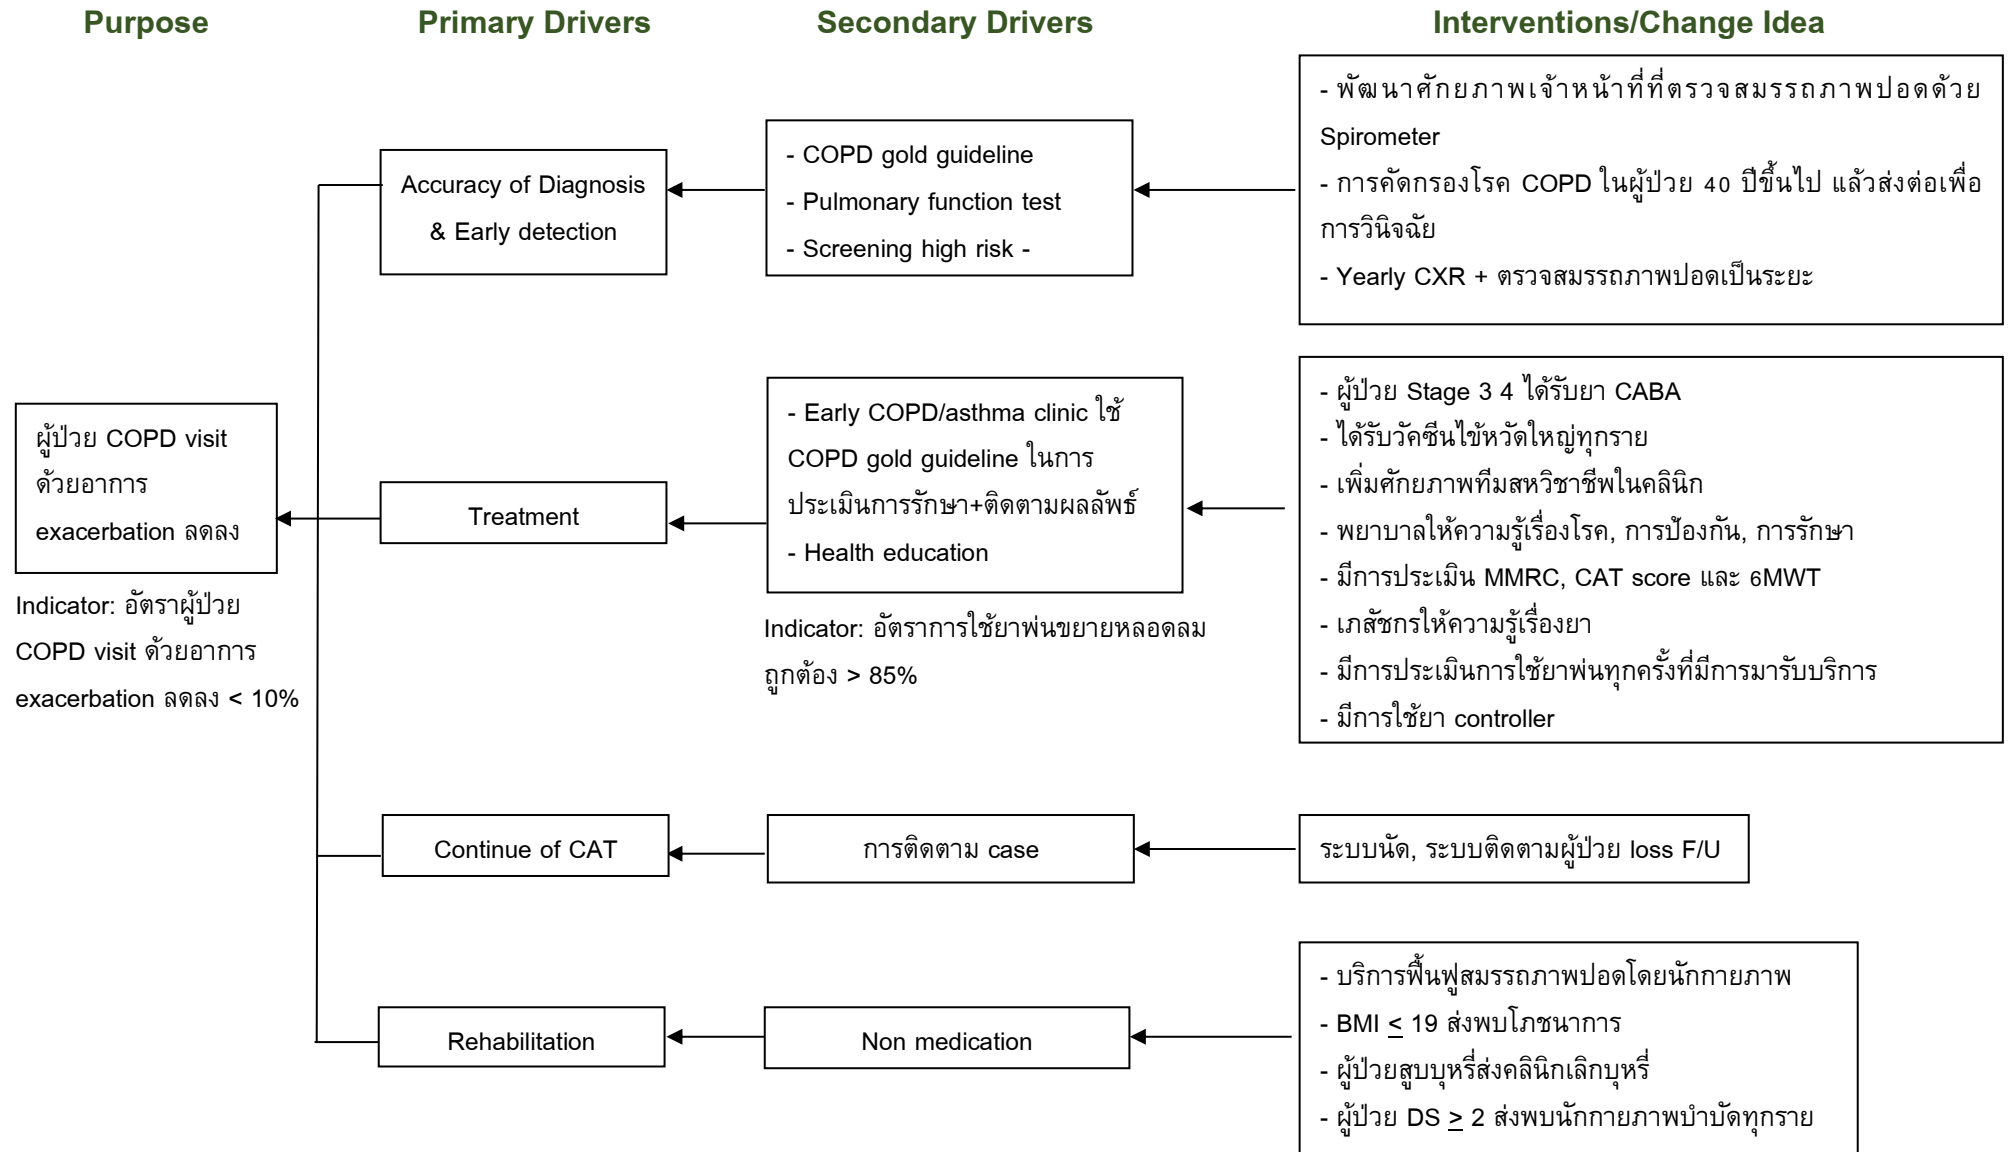 Purpose
Primary Drivers
Secondary Drivers
Interventions/Change Idea
ผู้ป่วย COPD visit
ด้วยอาการ
exacerbation ลดลง
Indicator: อัตราผู้ป่วย
COPD visit ด้วยอาการ
exacerbation ลดลง < 10%
Accuracy of Diagnosis
& Early detection
- COPD gold guideline
- Pulmonary function test
- Screening high risk -
- พัฒนาศักยภาพเจ้าหน้าที่ที่ตรวจสมรรถภาพปอดด้วย
Spirometer
- การคัดกรองโรค COPD ในผู้ป่วย 40 ปีขึ้นไป แล้วส่งต่อเพื่อ
การวินิจฉัย
- Yearly CXR + ตรวจสมรรถภาพปอดเป็นระยะ
Treatment
- Early COPD/asthma clinic ใช้
COPD gold guideline ในการ
ประเมินการรักษา+ติดตามผลลัพธ์
- Health education
Indicator: อัตราการใช้ยาพ่นขยายหลอดลม
ถูกต้อง > 85%
- ผู้ป่วย Stage 3 4 ได้รับยา CABA
- ได้รับวัคซีนไข้หวัดใหญ่ทุกราย
- เพิ่มศักยภาพทีมสหวิชาชีพในคลินิก
- พยาบาลให้ความรู้เรื่องโรค, การป้องกัน, การรักษา
- มีการประเมิน MMRC, CAT score และ 6MWT
- เภสัชกรให้ความรู้เรื่องยา
- มีการประเมินการใช้ยาพ่นทุกครั้งที่มีการมารับบริการ
- มีการใช้ยา controller
Continue of CAT
การติดตาม case
ระบบนัด, ระบบติดตามผู้ป่วย loss F/U
Rehabilitation
Non medication
- บริการฟื้นฟูสมรรถภาพปอดโดยนักกายภาพ
- BMI ≤ 19 ส่งพบโภชนาการ
- ผู้ป่วยสูบบุหรี่ส่งคลินิกเลิกบุหรี่
- ผู้ป่วย DS ≥ 2 ส่งพบนักกายภาพบำบัดทุกราย